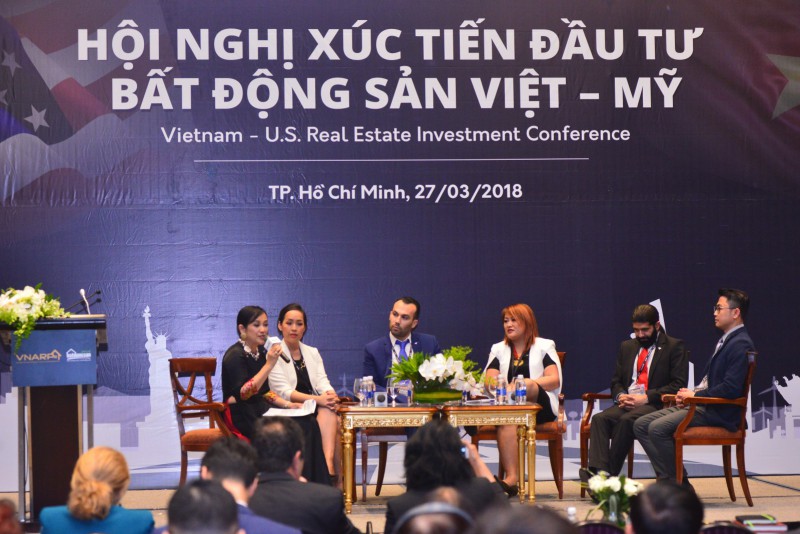 HỘI NGHỊ XÚC TIẾN ĐẦU TƯ
BẤT ĐỘNG SẢN VIỆT – MỸ
Vietnam – U.S. Real Estate Investment Conference
TP. Hồ Chí Minh, 27/03/2018
VNARP